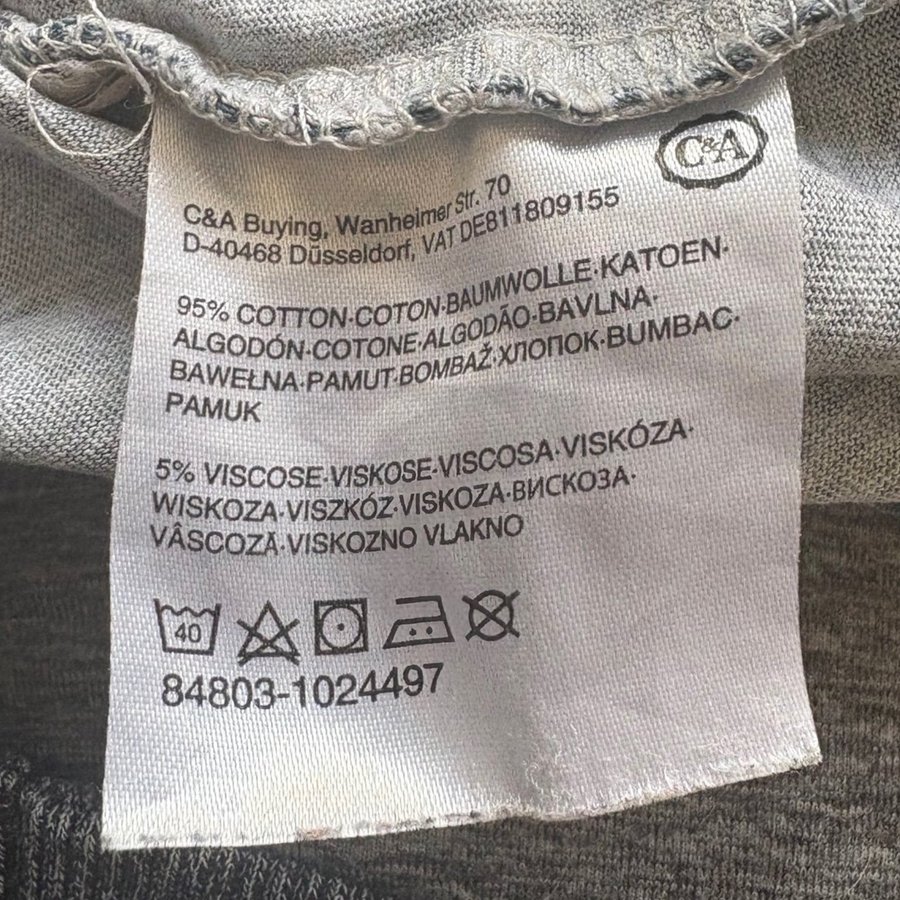 C&A
C&A Buying, Wanheimer Str. 70
D-40468 Düsseldorf, VAT DE811809155
95% COTTON·COTON·BAUMWOLLE·KATOEN·
ALGODÓN·COTONE·ALGODÃO·BAVLNA·
BAWEŁNA·PAMUT·BOMBAŽ·ХЛОПОК·BUMBAC·
PAMUK
5% VISCOSE·VISKOSE·VISCOSA·VISKÓZA·
WISKOZA·VISZKÓZ·VISKOZA·ВИСКОЗА·
VÂSCOZĂ·VISKOZNO VLAKNO
40
84803-1024497